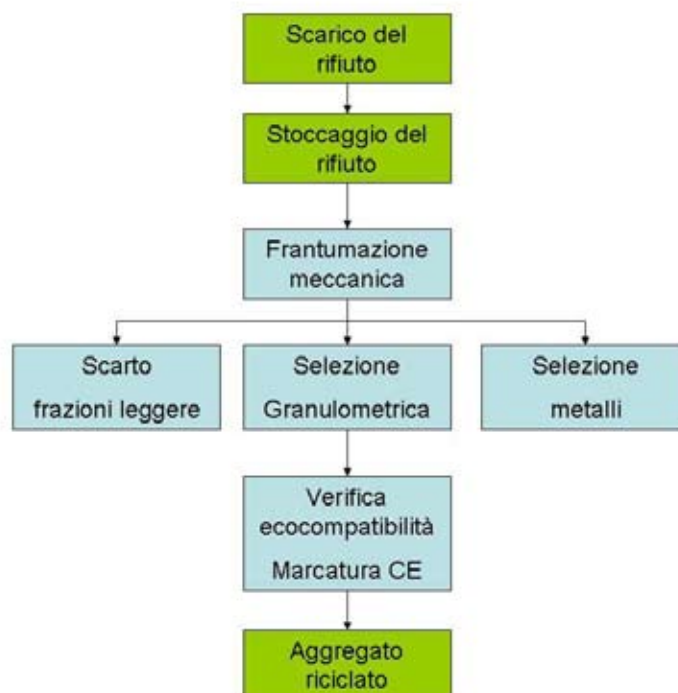 Scarico del
rifiuto
Stoccaggio del
rifiuto
Frantumazione
meccanica
Scarto
frazioni leggere
Selezione
Granulometrica
Selezione
metalli
Verifica
ecocompatibilità
Marcatura CE
Aggregato
riciclato